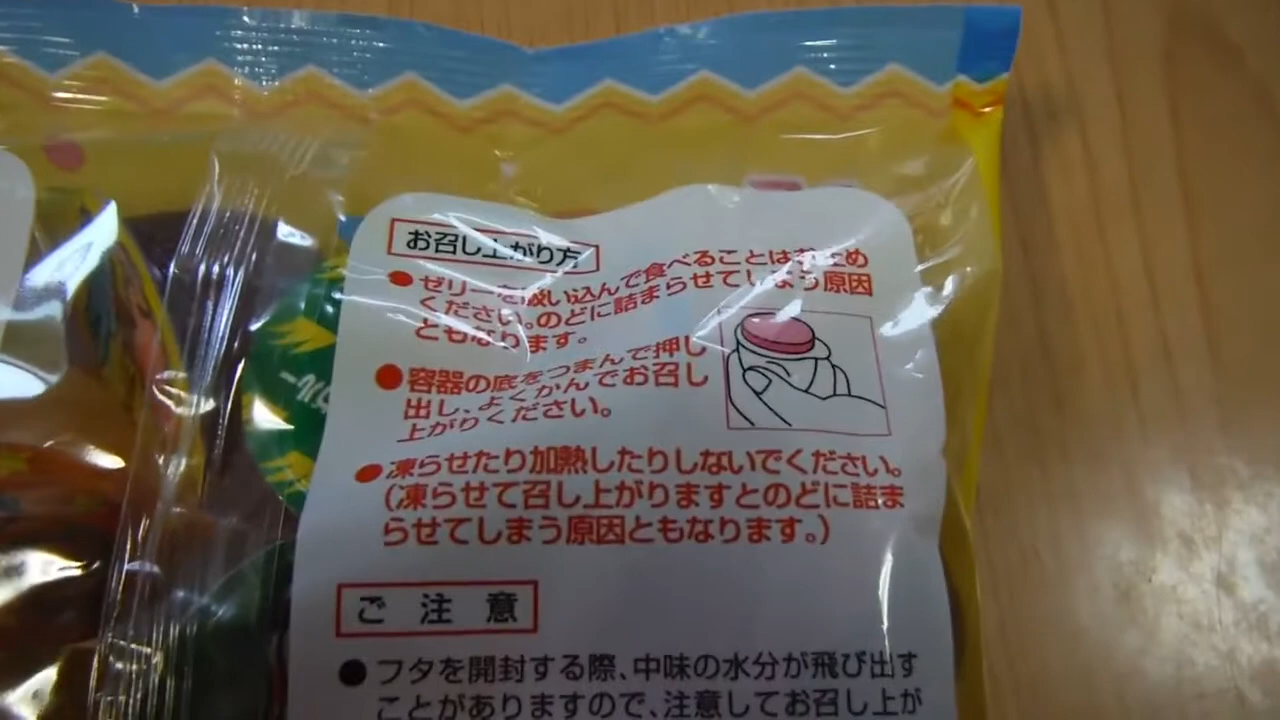 お召し上がり方
●ゼリーを吸い込んで食べることはお止め
ください。のどに詰まらせてしまう原因
ともなります。
●容器の底をつまんで押し
出し、よくかんでお召し
上がりください。
●凍らせたり加熱したりしないでください。
(凍らせて召し上がりますとのどに詰ま
らせてしまう原因ともなります。)
ご注意
●フタを開封する際、中味の水分が飛び出す
ことがありますので、注意してお召し上が